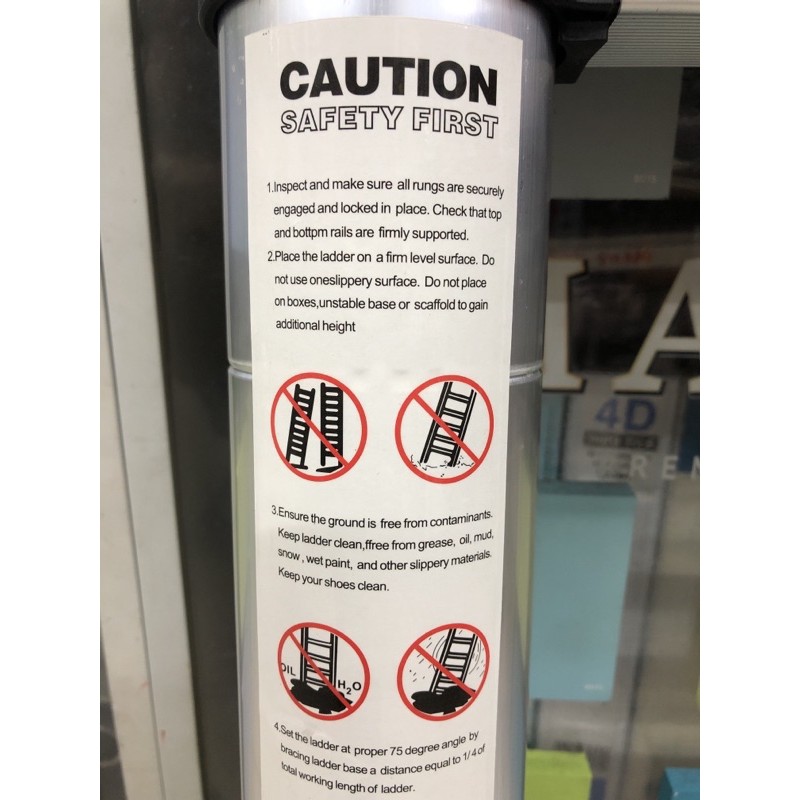 CAUTION
SAFETY FIRST
1.Inspect and make sure all rungs are securely
engaged and locked in place. Check that top
and bottpm rails are firmly supported.
2.Place the ladder on a firm level surface. Do
not use oneslippery surface. Do not place
on boxes,unstable base or scaffold to gain
additional height
3.Ensure the ground is free from contaminants.
Keep ladder clean,ffree from grease, oil, mud,
snow , wet paint, and other slippery materials.
Keep your shoes clean.
OIL H₂O
4.Set the ladder at proper 75 degree angle by
bracing ladder base a distance equal to 1/4 of
total working length of ladder.
IA
4D
REM